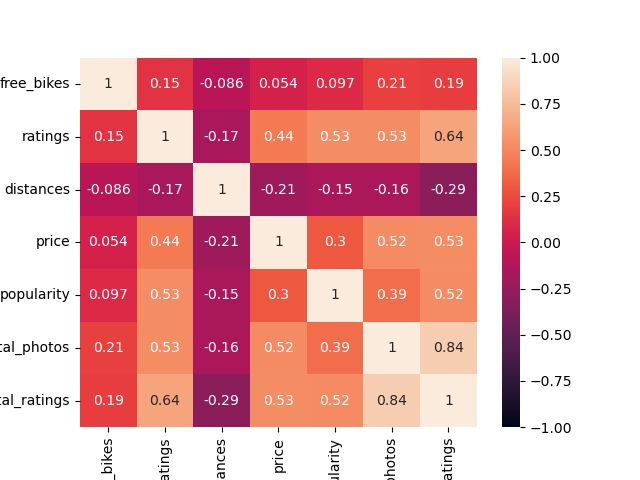 free_bikes 1 0.15 -0.086 0.054 0.097 0.21 0.19
ratings 0.15 1 -0.17 0.44 0.53 0.53 0.64
distances -0.086 -0.17 1 -0.21 -0.15 -0.16 -0.29
price 0.054 0.44 -0.21 1 0.3 0.52 0.53
popularity 0.097 0.53 -0.15 0.3 1 0.39 0.52
tal_photos 0.21 0.53 -0.16 0.52 0.39 1 0.84
tal_ratings 0.19 0.64 -0.29 0.53 0.52 0.84 1
_bikes
atings
ances
price
ularity
photos
atings
1.00
0.75
0.50
0.25
0.00
−0.25
−0.50
−0.75
−1.00